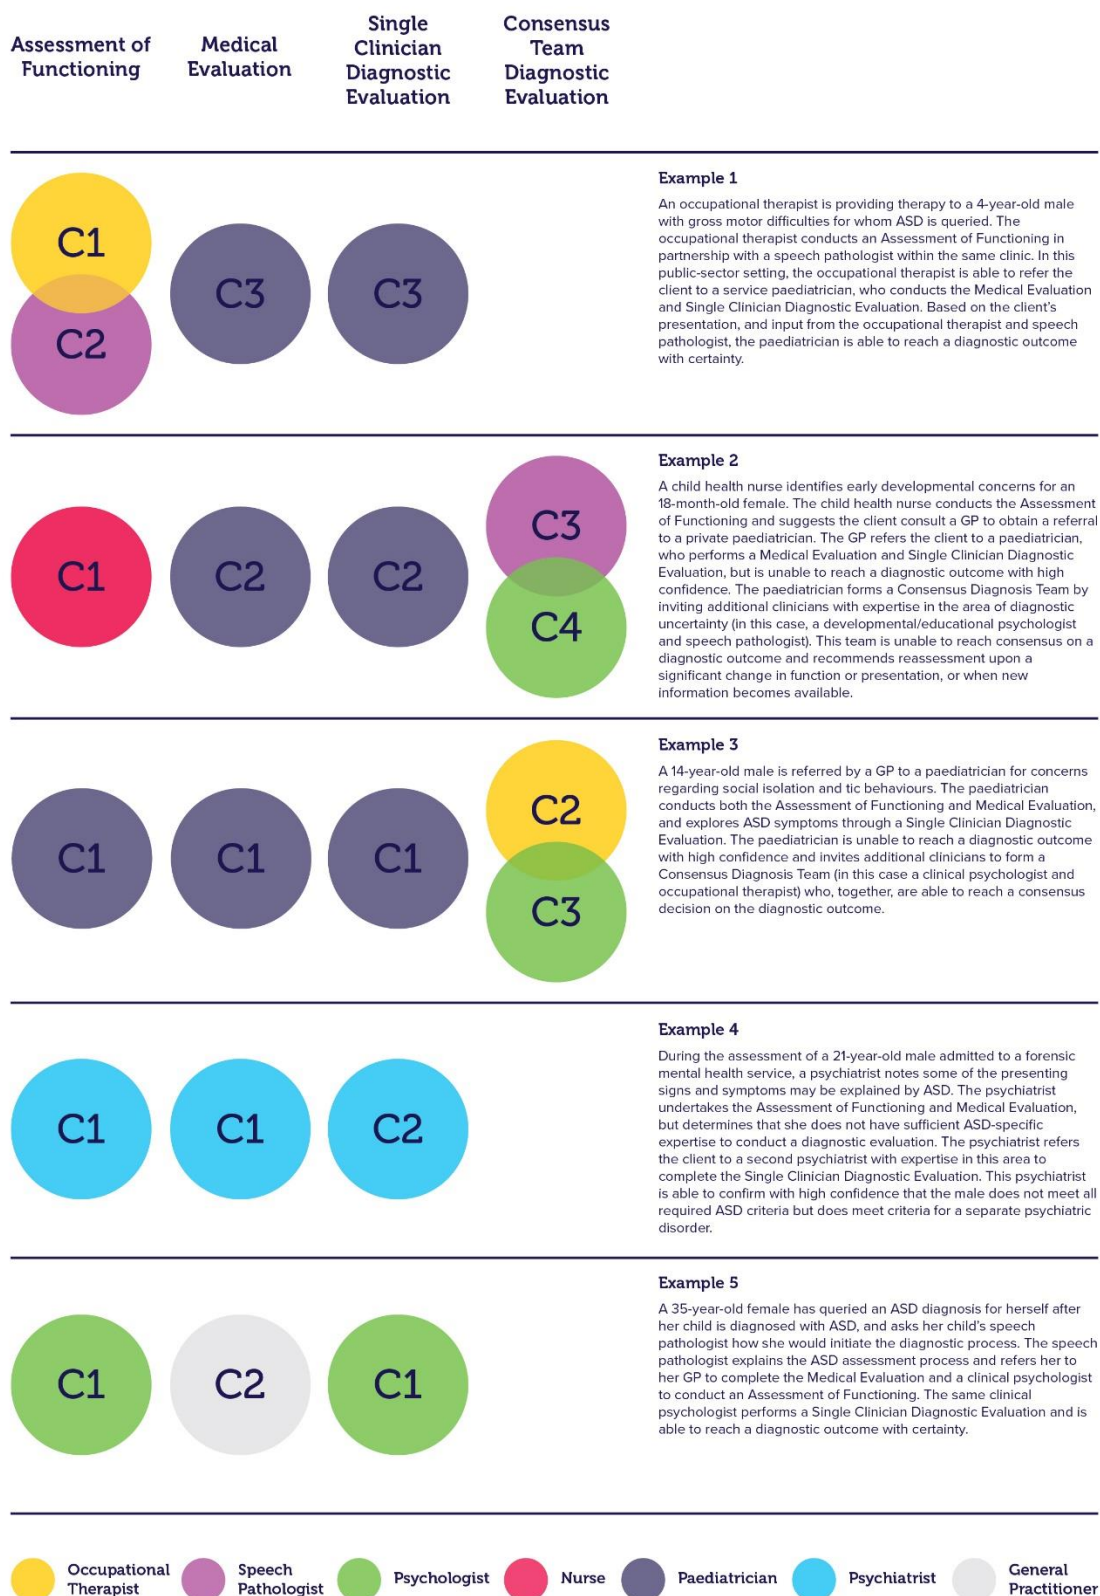 Assessment of
Functioning
Medical
Evaluation
Single
Clinician
Diagnostic
Evaluation
Consensus
Team
Diagnostic
Evaluation
C1
C2
C3
C3
Example 1
An occupational therapist is providing therapy to a 4-year-old male
with gross motor difficulties for whom ASD is queried. The
occupational therapist conducts an Assessment of Functioning in
partnership with a speech pathologist within the same clinic. In this
public-sector setting, the occupational therapist is able to refer the
client to a service paediatrician, who conducts the Medical Evaluation
and Single Clinician Diagnostic Evaluation. Based on the client's
presentation, and input from the occupational therapist and speech
pathologist, the paediatrician is able to reach a diagnostic outcome
with certainty.
C1
C2
C2
C3
C4
Example 2
A child health nurse identifies early developmental concerns for an
18-month-old female. The child health nurse conducts the Assessment
of Functioning and suggests the client consult a GP to obtain a referral
to a private paediatrician. The GP refers the client to a paediatrician,
who performs a Medical Evaluation and Single Clinician Diagnostic
Evaluation, but is unable to reach a diagnostic outcome with high
confidence. The paediatrician forms a Consensus Diagnosis Team by
inviting additional clinicians with expertise in the area of diagnostic
uncertainty (in this case, a developmental/educational psychologist
and speech pathologist). This team is unable to reach consensus on a
diagnostic outcome and recommends reassessment upon a
significant change in function or presentation, or when new
information becomes available.
C1
C1
C1
C2
C3
Example 3
A 14-year-old male is referred by a GP to a paediatrician for concerns
regarding social isolation and tic behaviours. The paediatrician
conducts both the Assessment of Functioning and Medical Evaluation,
and explores ASD symptoms through a Single Clinician Diagnostic
Evaluation. The paediatrician is unable to reach a diagnostic outcome
with high confidence and invites additional clinicians to form a
Consensus Diagnosis Team (in this case a clinical psychologist and
occupational therapist) who, together, are able to reach a consensus
decision on the diagnostic outcome.
C1
C1
C2
Example 4
During the assessment of a 21-year-old male admitted to a forensic
mental health service, a psychiatrist notes some of the presenting
signs and symptoms may be explained by ASD. The psychiatrist
undertakes the Assessment of Functioning and Medical Evaluation,
but determines that she does not have sufficient ASD-specific
expertise to conduct a diagnostic evaluation. The psychiatrist refers
the client to a second psychiatrist with expertise in this area to
complete the Single Clinician Diagnostic Evaluation. This psychiatrist
is able to confirm with high confidence that the male does not meet all
required ASD criteria but does meet criteria for a separate psychiatric
disorder.
C1
C2
C1
Example 5
A 35-year-old female has queried an ASD diagnosis for herself after
her child is diagnosed with ASD, and asks her child's speech
pathologist how she would initiate the diagnostic process. The speech
pathologist explains the ASD assessment process and refers her to
her GP to complete the Medical Evaluation and a clinical psychologist
to conduct an Assessment of Functioning. The same clinical
psychologist performs a Single Clinician Diagnostic Evaluation and is
able to reach a diagnostic outcome with certainty.
Occupational
Therapist
Speech
Pathologist
Psychologist
Nurse
Paediatrician
Psychiatrist
General
Practitioner